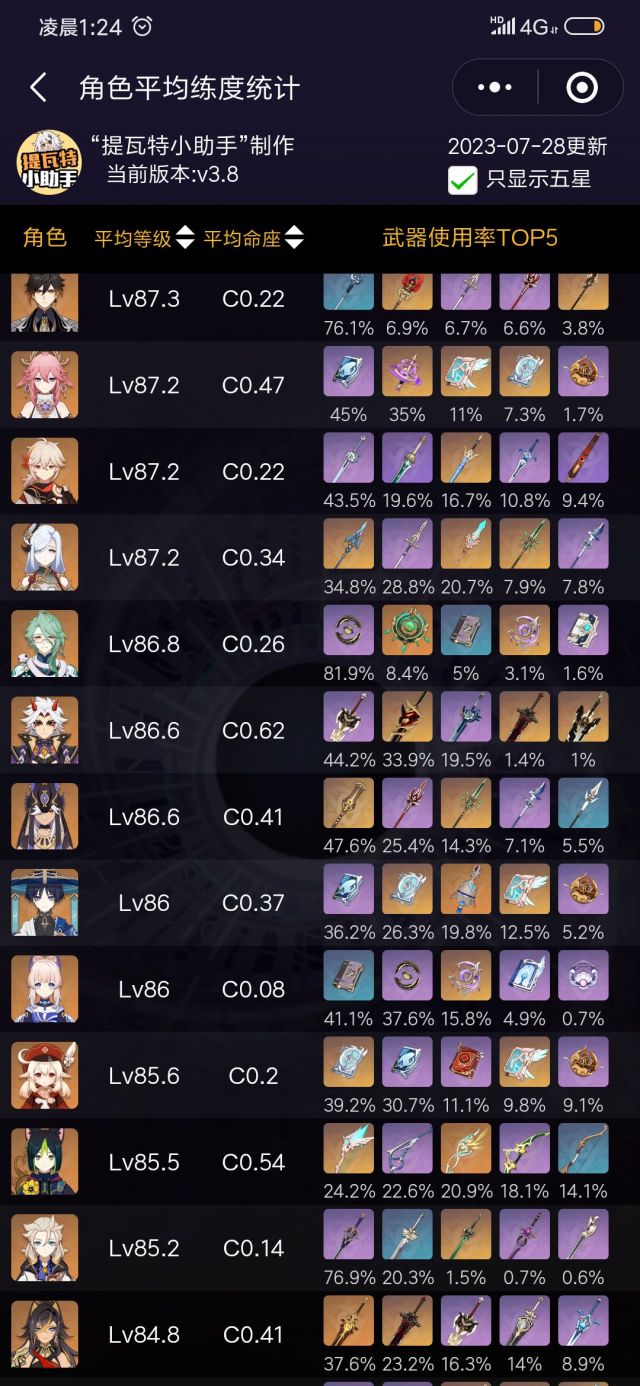 凌晨1:24 HD 4G
角色平均练度统计
提瓦特
小助手
“提瓦特小助手”制作
当前版本:v3.8
2023-07-28更新
只显示五星
角色 平均等级 平均命座 武器使用率TOP5
Lv87.3 C0.22
76.1% 6.9% 6.7% 6.6% 3.8%
Lv87.2 C0.47
45% 35% 11% 7.3% 1.7%
Lv87.2 C0.22
43.5% 19.6% 16.7% 10.8% 9.4%
Lv87.2 C0.34
34.8% 28.8% 20.7% 7.9% 7.8%
Lv86.8 C0.26
81.9% 8.4% 5% 3.1% 1.6%
Lv86.6 C0.62
44.2% 33.9% 19.5% 1.4% 1%
Lv86.6 C0.41
47.6% 25.4% 14.3% 7.1% 5.5%
Lv86 C0.37
36.2% 26.3% 19.8% 12.5% 5.2%
Lv86 C0.08
41.1% 37.6% 15.8% 4.9% 0.7%
Lv85.6 C0.2
39.2% 30.7% 11.1% 9.8% 9.1%
Lv85.5 C0.54
24.2% 22.6% 20.9% 18.1% 14.1%
Lv85.2 C0.14
76.9% 20.3% 1.5% 0.7% 0.6%
Lv84.8 C0.41
37.6% 23.2% 16.3% 14% 8.9%